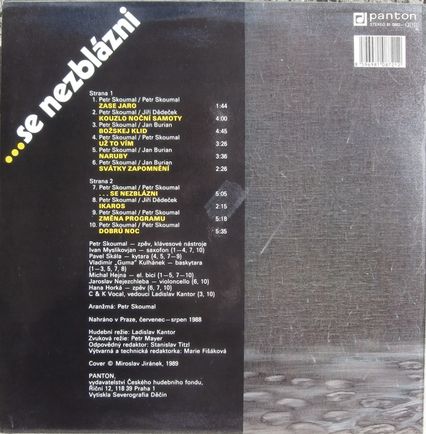 ...se nezblázni
panton
Strana 1
1. Petr Skoumal / Petr Skoumal
ZASE JARO 1:44
2. Petr Skoumal / Jiří Dědeček
KOUZLO NOČNÍ SAMOTY 4:00
3. Petr Skoumal / Jan Burian
BOŽSKEJ KLID 4:45
4. Petr Skoumal / Petr Skoumal
UŽ TO VÍM 3:26
5. Petr Skoumal / Jan Burian
NARUBY 3:36
6. Petr Skoumal / Jan Burian
SVÁTKY ZAPOMNĚNÍ 2:26
Strana 2
7. Petr Skoumal / Petr Skoumal
. . . SE NEZBLÁZNI 5:05
8. Petr Skoumal / Jiří Dědeček
IKAROS 2:15
9. Petr Skoumal / Petr Skoumal
ZMĚNA PROGRAMU 5:18
10. Petr Skoumal / Petr Skoumal
DOBROU NOC 5:35
Petr Skoumal — zpěv, klávesové nástroje
Ivan Myslikovjan — saxofon (1—4, 7, 10)
Pavel Skála — kytara (4, 5, 7—9)
Vladimír „Guma“ Kulhánek — baskytara
(1—3, 5, 7, 8)
Michal Hejna — el. bicí (1—5, 7—10)
Jaroslav Nejezchleba — violoncello (6, 10)
Hana Horká — zpěv (6, 7, 10)
C & K Vocal, vedoucí Ladislav Kantor (3, 10)
Aranžmá: Petr Skoumal
Nahráno v Praze, červenec—srpen 1988
Hudební režie: Ladislav Kantor
Zvuková režie: Petr Mayer
Odpovědný redaktor: Stanislav Titzl
Výtvarná a technická redaktorka: Marie Fišáková
Cover © Miroslav Jiránek, 1989
PANTON,
vydavatelství Českého hudebního fondu,
Říční 12, 118 39 Praha 1
Vytiskla Severografia Děčín